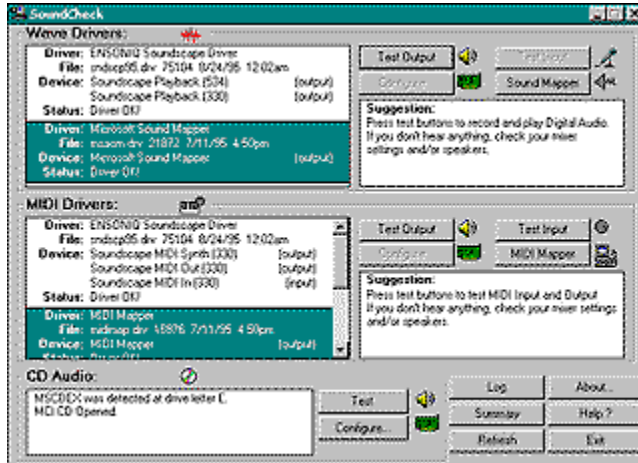 SoundCheck
Wave Drivers:
Driver: ENSONIQ Soundscape Driver
File: sndscp95.drv 75104 8/24/95 12:02am
Device: Soundscape Playback (534) (output)
Soundscape Playback (330) (output)
Status: Driver OK!
Driver: Microsoft Sound Mapper
File: msacm.drv 21872 7/11/95 4:50pm
Device: Microsoft Sound Mapper (output)
Status: Driver OK!
Test Output
Test Input
Configure
Sound Mapper
Suggestion:
Press test buttons to record and play Digital Audio.
If you don't hear anything, check your mixer
settings and/or speakers.
MIDI Drivers:
Driver: ENSONIQ Soundscape Driver
File: sndscp95.drv 75104 8/24/95 12:02am
Device: Soundscape MIDI Synth (330) (output)
Soundscape MIDI Out (330) (output)
Soundscape MIDI In (330) (input)
Status: Driver OK!
Driver: MIDI Mapper
File: midimap.drv 7/11/95 4:50pm
Device: MIDI Mapper (output)
Status: Driver OK!
Test Output
Test Input
Configure
MIDI Mapper
Suggestion:
Press test buttons to test MIDI Input and Output
If you don't hear anything, check your mixer settings
and/or speakers.
CD Audio:
MSCDEX was detected at drive letter E.
MCI CD Opened.
Test
Configure...
Log
About...
Summary
Help ?
Refresh
Exit